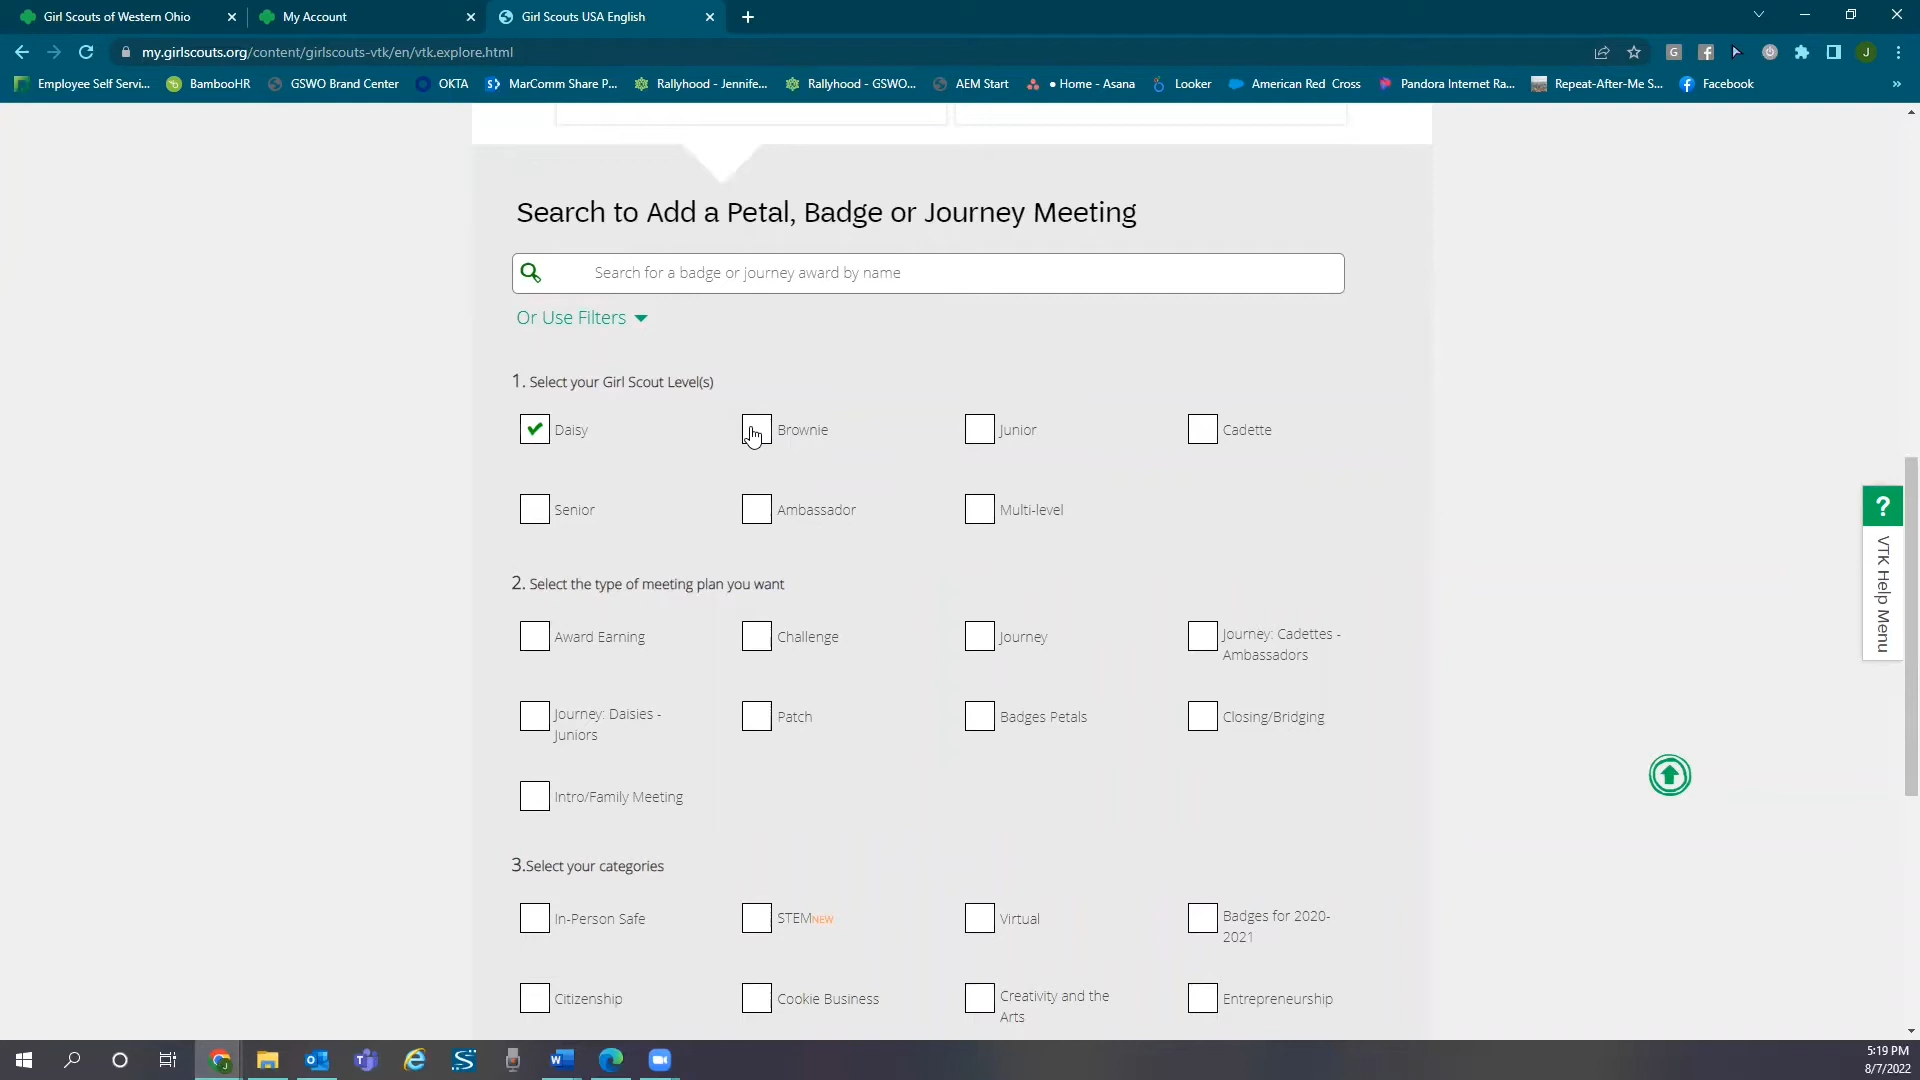 Girl Scouts of Western Ohio
My Account
Girl Scouts USA English
my.girlscouts.org/content/girlscouts-vtk/en/vtk.explore.html
Employee Self Servi...
BambooHR
GSWO Brand Center
OKTA
MarComm Share P...
Rallyhood - Jennife...
Rallyhood - GSWO...
AEM Start
• Home - Asana
Looker
American Red Cross
Pandora Internet Ra...
Repeat-After-Me S...
Facebook
Search to Add a Petal, Badge or Journey Meeting
Search for a badge or journey award by name
Or Use Filters
1. Select your Girl Scout Level(s)
Daisy
Brownie
Junior
Cadette
Senior
Ambassador
Multi-level
2. Select the type of meeting plan you want
Award Earning
Challenge
Journey
Journey: Cadettes -
Ambassadors
Journey: Daisies -
Juniors
Patch
Badges Petals
Closing/Bridging
Intro/Family Meeting
3.Select your categories
In-Person Safe
STEMNEW
Virtual
Badges for 2020-
2021
Citizenship
Cookie Business
Creativity and the
Arts
Entrepreneurship
?
VTK Help Menu
5:19 PM
8/7/2022